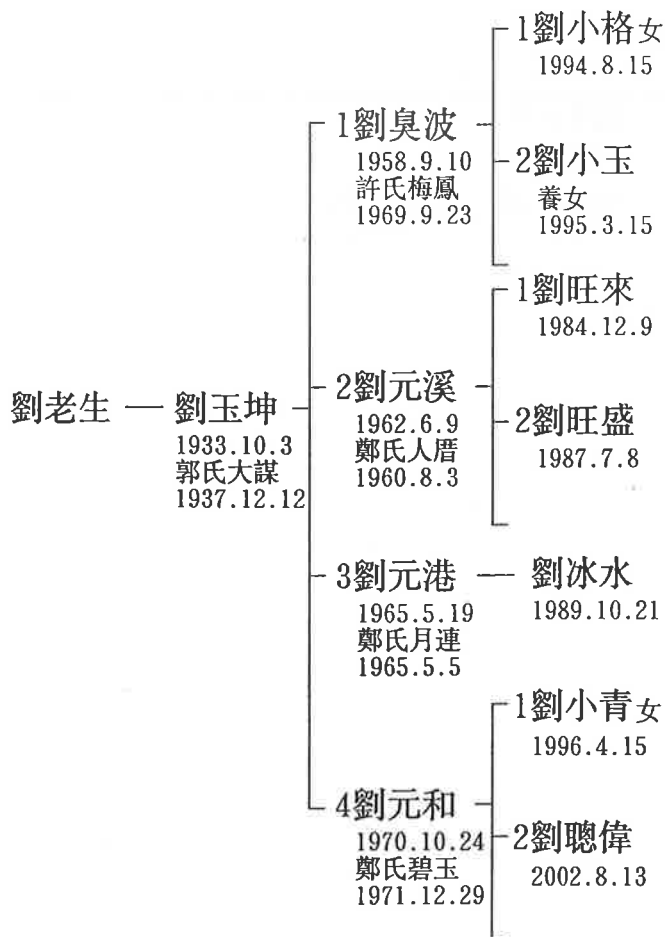 劉老生
劉玉坤
1933.10.3
郭氏大謀
1937.12.12
1劉臭波
1958.9.10
許氏梅鳳
1969.9.23
1劉小格女
1994.8.15
2劉小玉
養女
1995.3.15
2劉元溪
1962.6.9
鄭氏人厝
1960.8.3
1劉旺來
1984.12.9
2劉旺盛
1987.7.8
3劉元港
1965.5.19
鄭氏月連
1965.5.5
劉冰水
1989.10.21
4劉元和
1970.10.24
鄭氏碧玉
1971.12.29
1劉小青女
1996.4.15
2劉聰偉
2002.8.13